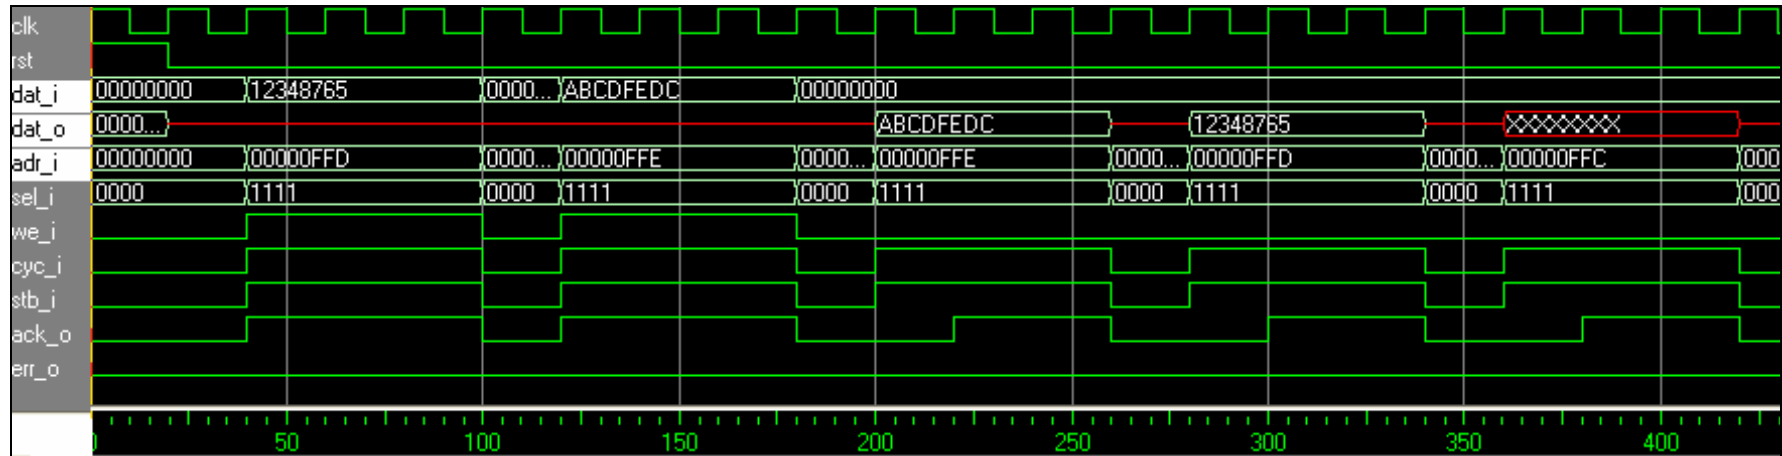 clk
rst
dat_i 00000000 12348765 0000... ABCDFEDC 00000000
dat_o 0000... ABCDFEDC 12348765 XXXXXXXX
adr_i 00000000 00000FFD 0000... 00000FFE 0000... 00000FFE 0000... 00000FFD 0000... 00000FFC 000
sel_i 0000 1111 0000 1111 0000 1111 0000 1111 0000 1111 000
we_i
cyc_i
stb_i
ack_o
err_o
0 50 100 150 200 250 300 350 400